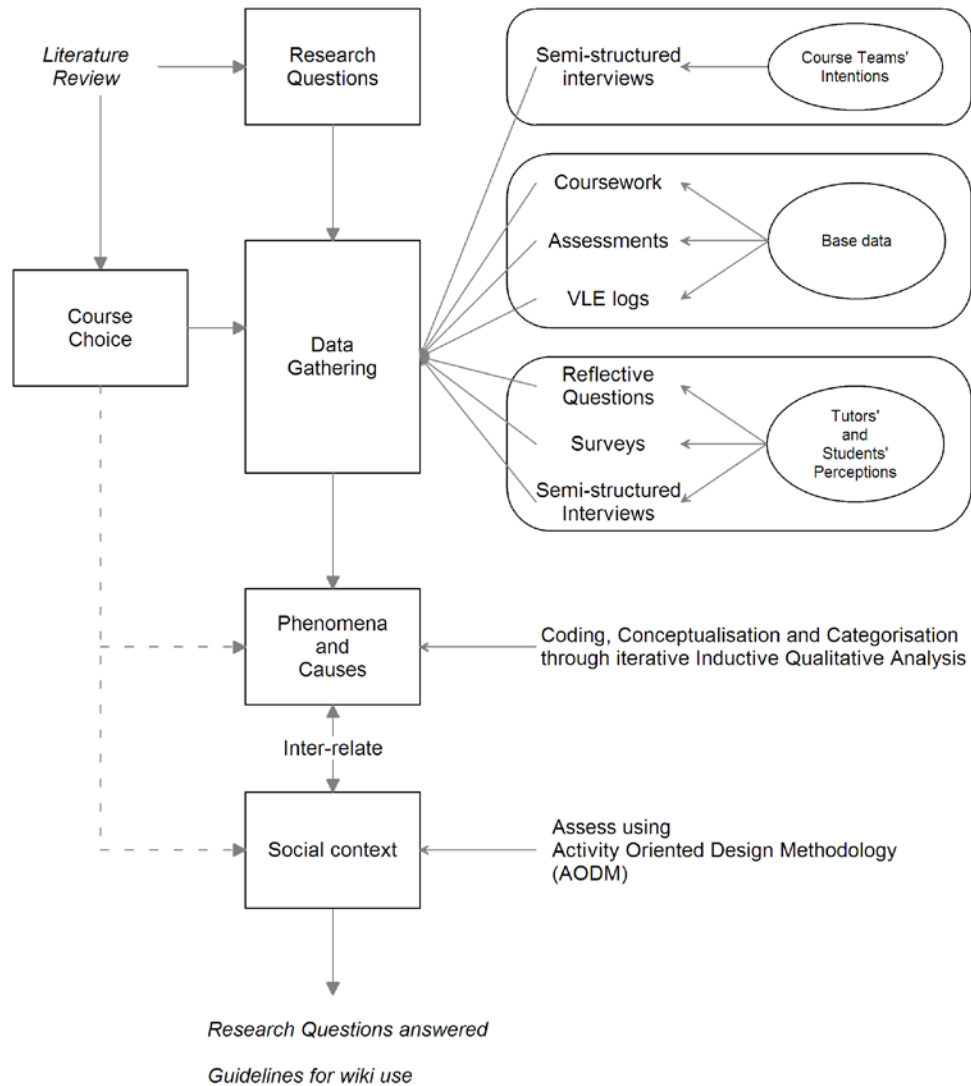 Literature
Review
Research
Questions
Semi-structured
interviews
Course Teams'
Intentions
Coursework
Assessments
VLE logs
Base data
Course
Choice
Data
Gathering
Reflective
Questions
Surveys
Semi-structured
Interviews
Tutors'
and
Students'
Perceptions
Phenomena
and
Causes
Coding, Conceptualisation and Categorisation
through iterative Inductive Qualitative Analysis
Inter-relate
Social context
Assess using
Activity Oriented Design Methodology
(AODM)
Research Questions answered
Guidelines for wiki use